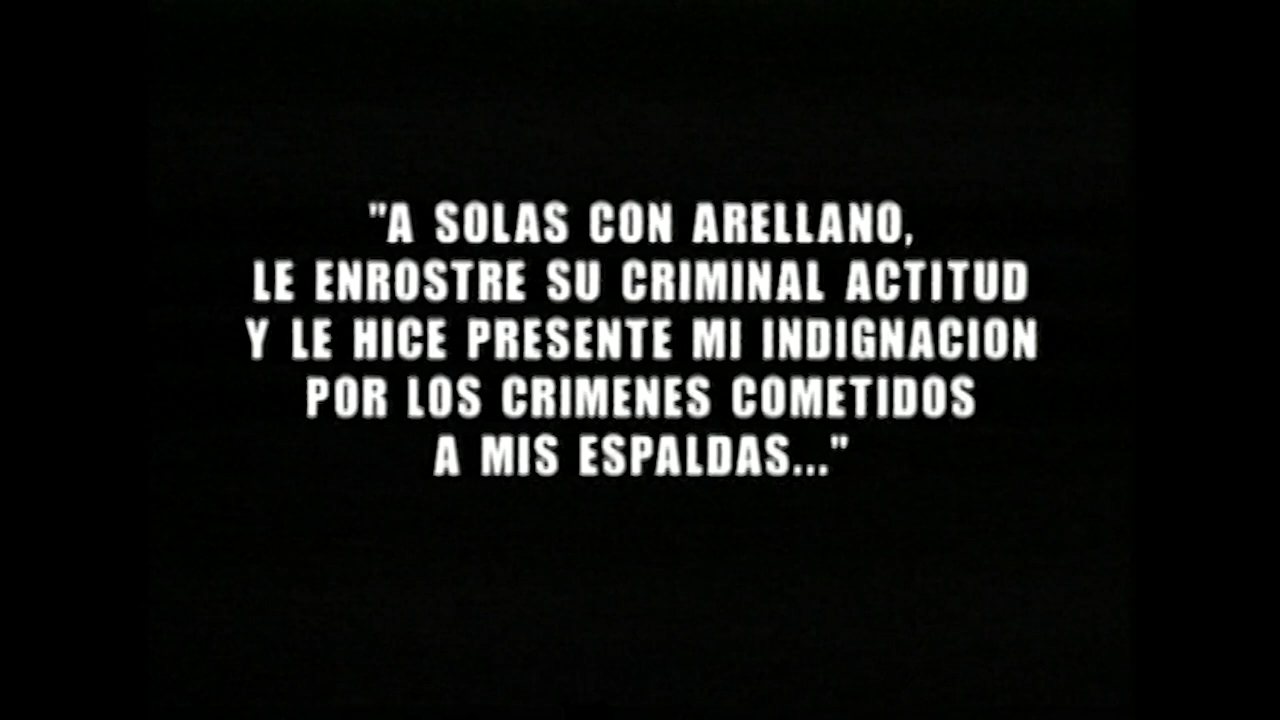 "A SOLAS CON ARELLANO,
LE ENROSTRE SU CRIMINAL ACTITUD
Y LE HICE PRESENTE MI INDIGNACION
POR LOS CRIMENES COMETIDOS
A MIS ESPALDAS..."